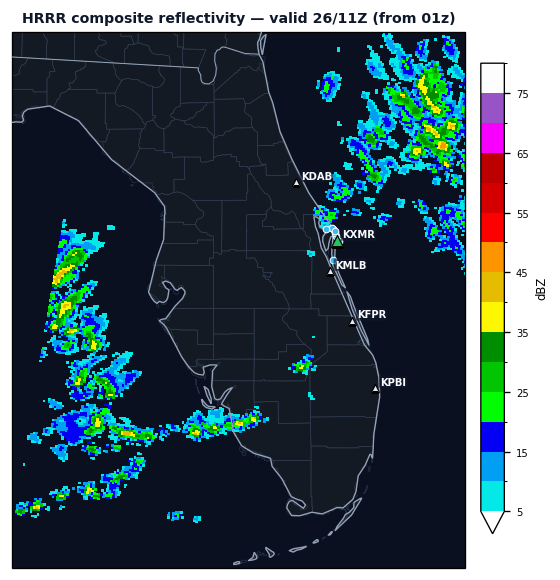 HRRR composite reflectivity — valid 26/11Z (from 01z)
KDAB
KXMR
KMLB
KFPR
KPBI
75
65
55
45
35
25
15
5
dBZ